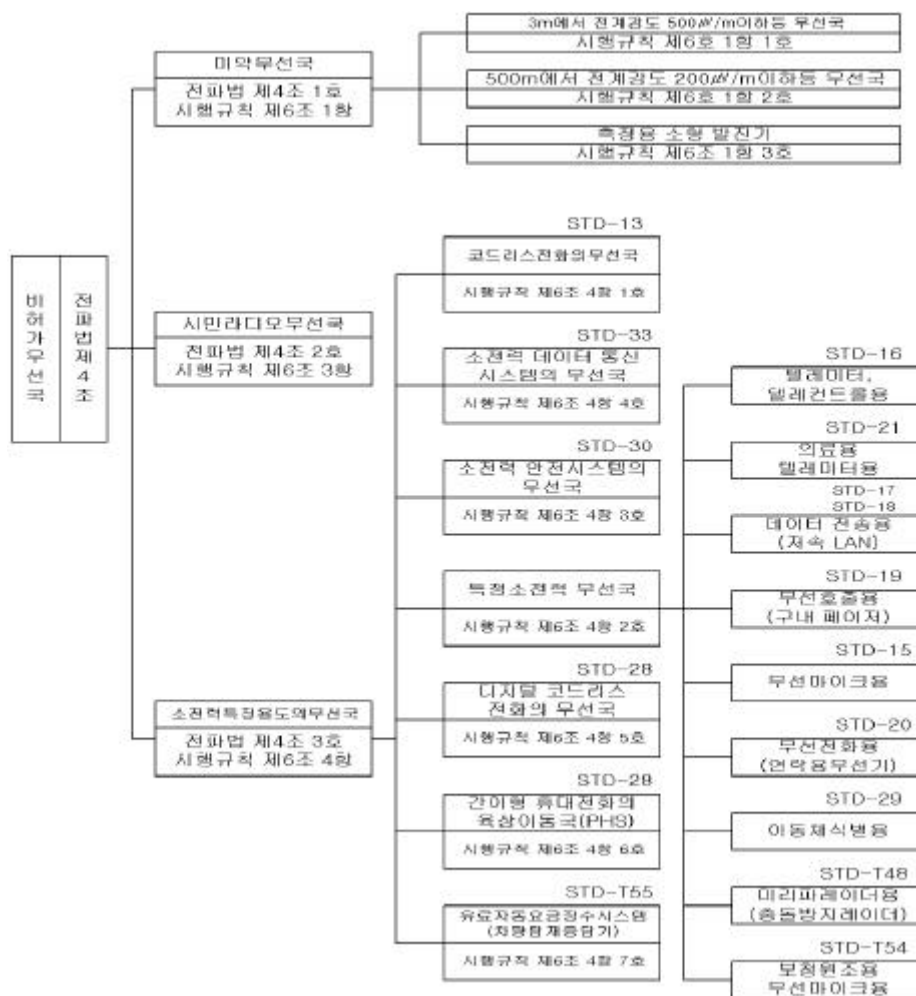 비허가무선국
전파법제4조
미약무선국
전파법 제4조 1호
시행규칙 제6조 1항
3m에서 전계강도 500㎶/m이하등 무선국
시행규칙 제6호 1항 1호
500m에서 전계강도 200㎶/m이하등 무선국
시행규칙 제6호 1항 2호
측정용 소형 발진기
시행규칙 제6조 1항 3호
시민라디오무선국
전파법 제4조 2호
시행규칙 제6조 3항
소전력특정용도의무선국
전파법 제4조 3호
시행규칙 제6조 4항
STD-13
코드리스전화의무선국
시행규칙 제6조 4항 1호
STD-33
소전력 데이터 통신
시스템의 무선국
시행규칙 제6조 4항 4호
STD-30
소전력 안전시스템의
무선국
시행규칙 제6조 4항 3호
특정소전력 무선국
시행규칙 제6조 4항 2호
STD-28
디지탈 코드리스
전화의 무선국
시행규칙 제6조 4항 5호
STD-28
간이형 휴대전화의
육상이동국(PHS)
시행규칙 제6조 4항 6호
STD-T55
유료자동요금징수시스템
(차량탑재중담기)
시행규칙 제6조 4항 7호
STD-16
텔레미터,
델레컨트롤용
STD-21
의료용
텔레미터용
STD-17
STD-18
데이터 전송용
(저속 LAN)
STD-19
무선호출용
(구내 페이저)
STD-15
무선마이크용
STD-20
무선전화용
(연락용무선기)
STD-29
이동체식별용
STD-T48
미리파레이더용
(충돌방지레이더)
STD-T54
보청원조용
무선마이크용